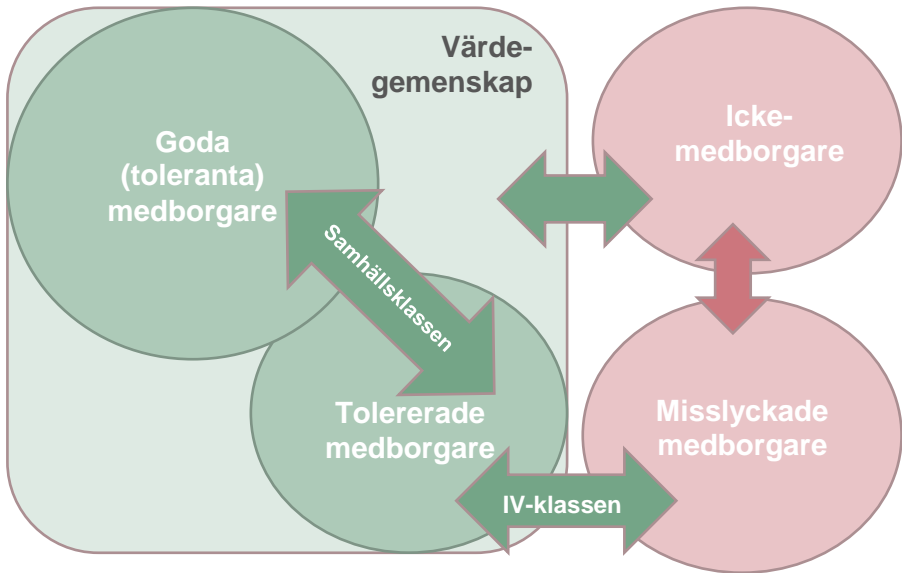 Värde-
gemenskap
Goda
(toleranta)
medborgare
Icke-
medborgare
Samhällsklassen
Tolererade
medborgare
Misslyckade
medborgare
IV-klassen